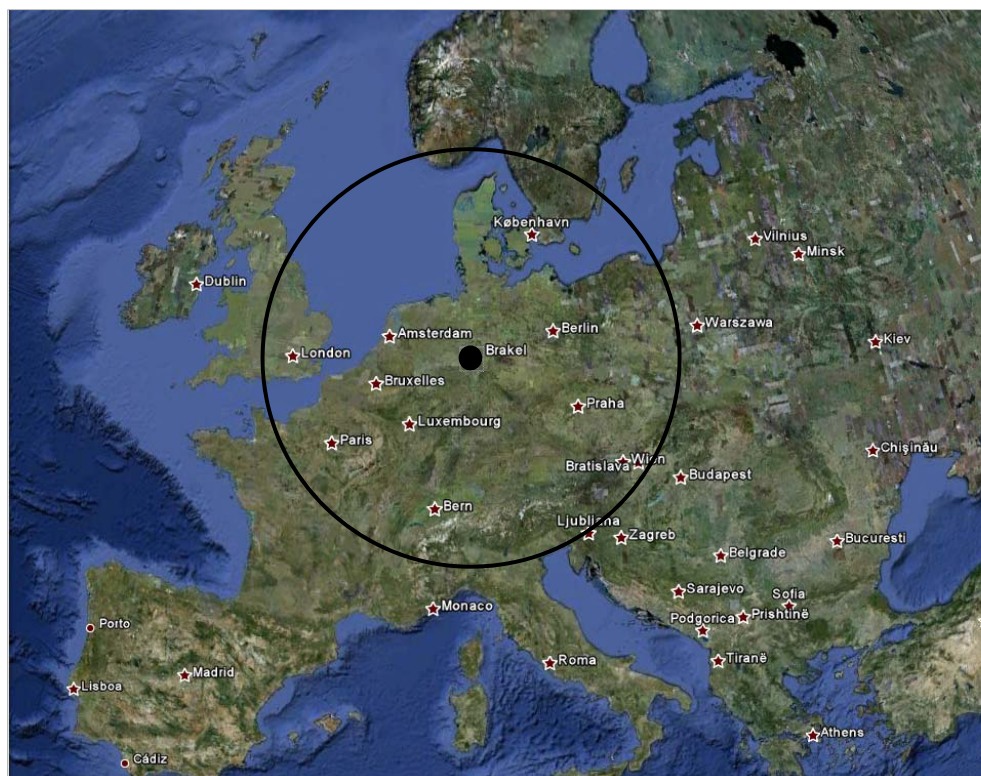 København
Vilnius
Minsk
Dublin
Warszawa
Berlin
Amsterdam
Kiev
Brakel
London
Bruxelles
Praha
Luxembourg
Paris
Chişinău
Wien
Bratislava
Budapest
Bern
Ljubljana
Zagreb
Bucuresti
Belgrade
Sarajevo
Sofia
Monaco
Podgorica
Prishtinë
Porto
Roma
Tiranë
Madrid
Lisboa
Athens
Cádiz